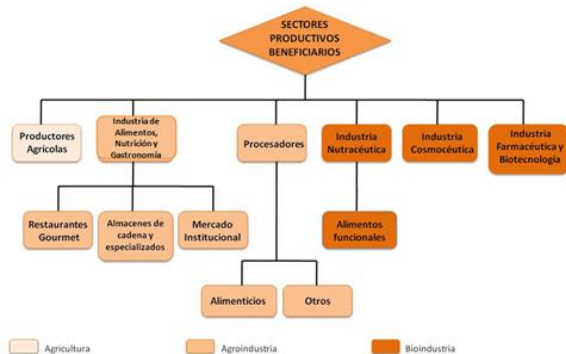 SECTORES
PRODUCTIVOS
BENEFICIARIOS
Productores
Agrícolas
Industria de
Alimentos,
Nutrición y
Gastronomía
Procesadores
Industria
Nutracéutica
Industria
Cosmocéutica
Industria
Farmacéutica y
Biotecnología
Restaurantes
Gourmet
Almacenes de
cadena y
especializados
Mercado
Institucional
Alimentos
funcionales
Alimenticios
Otros
Agricultura
Agroindustria
Bioindustria